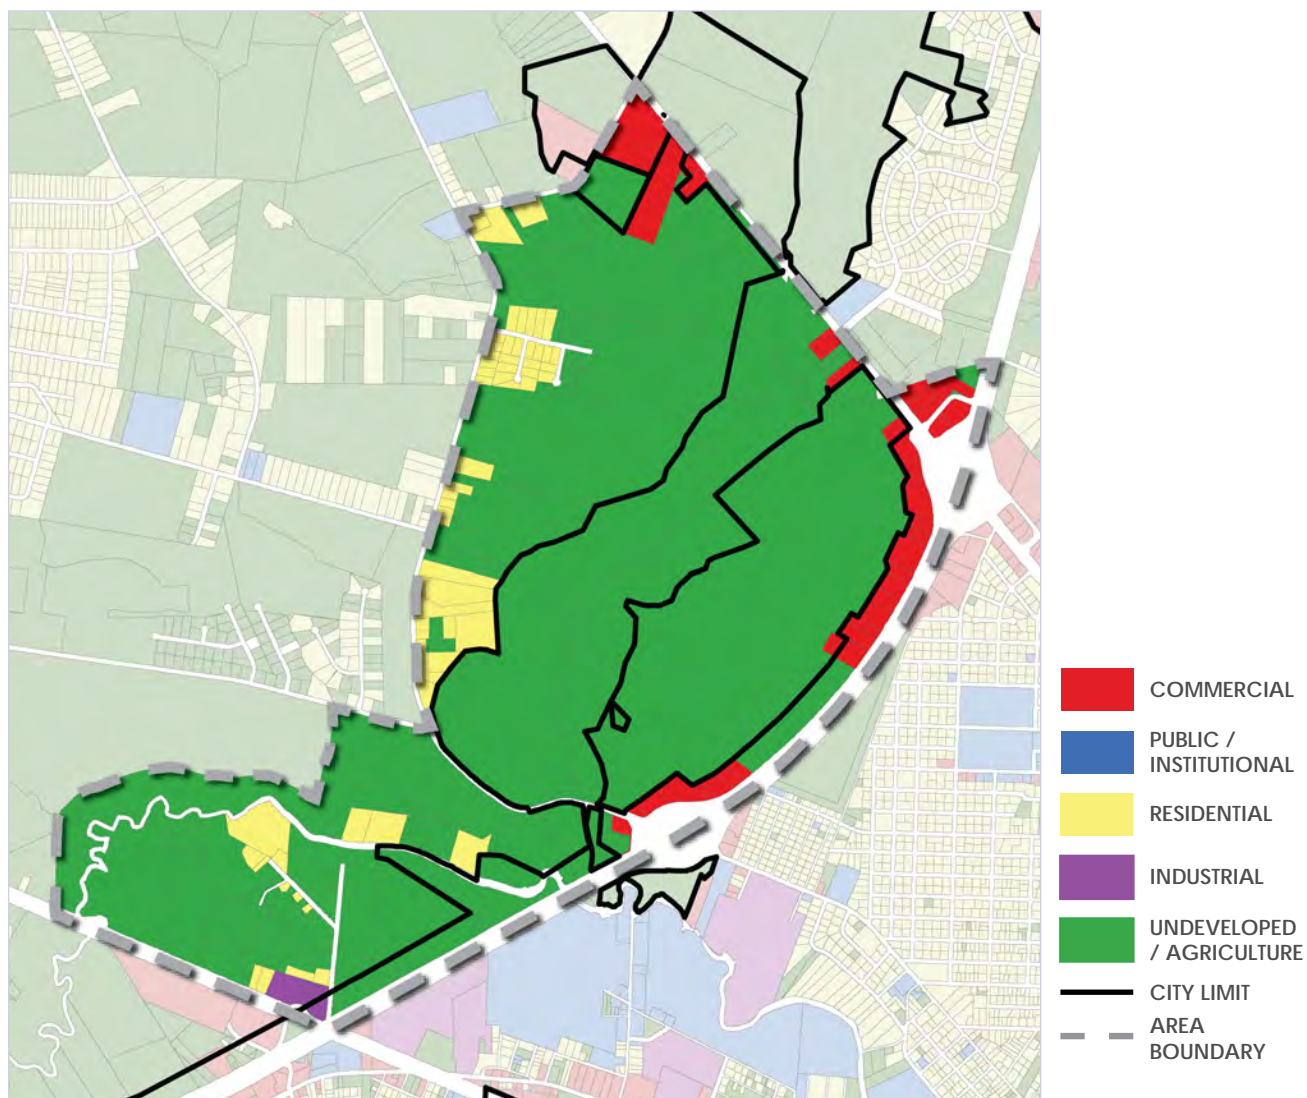 COMMERCIAL
PUBLIC /
INSTITUTIONAL
RESIDENTIAL
INDUSTRIAL
UNDEVELOPED
/ AGRICULTURE
CITY LIMIT
AREA
BOUNDARY